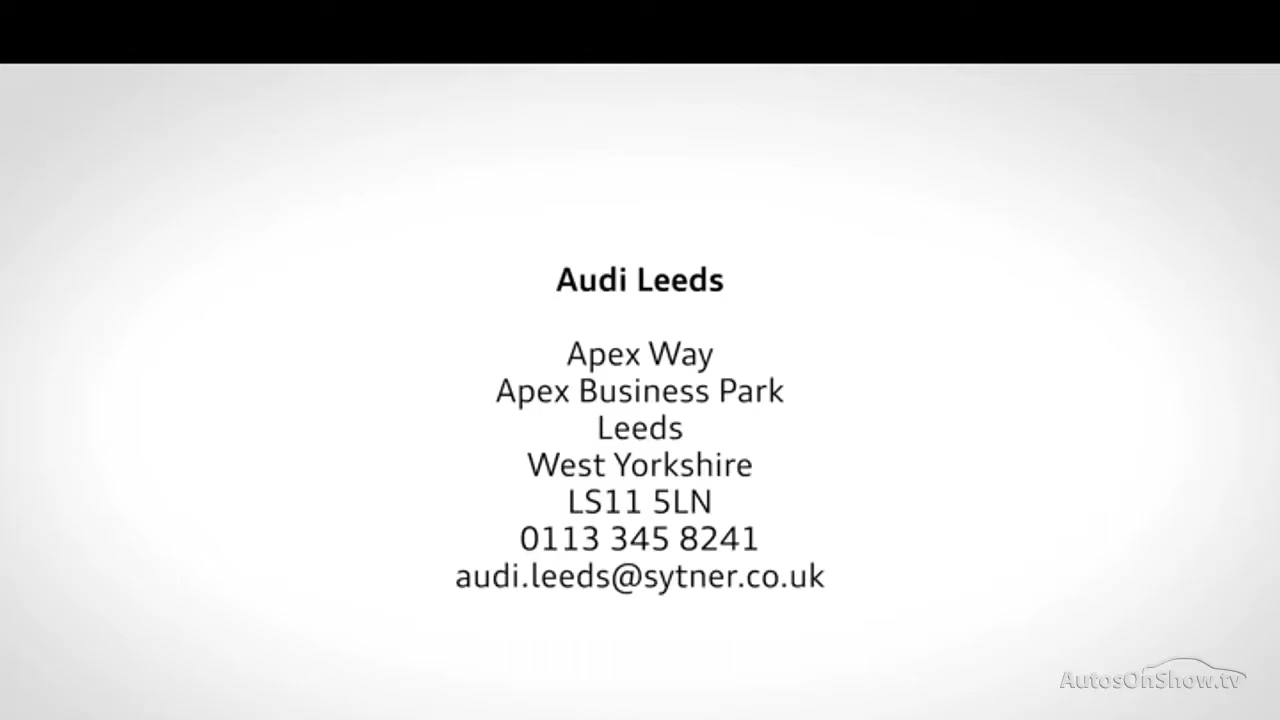 Audi Leeds
Apex Way
Apex Business Park
Leeds
West Yorkshire
LS11 5LN
0113 345 8241
audi.leeds@sytner.co.uk
AutosOnShow.tv